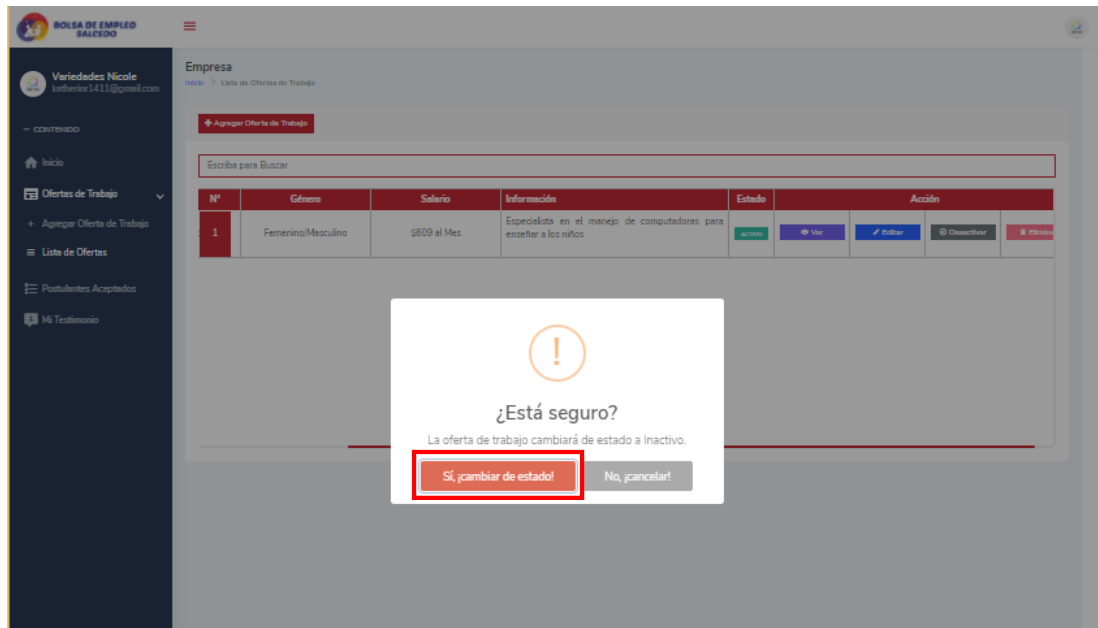 BOLSA DE EMPLEO
SALCEDO
Variedades Nicole
katherinr1411@gmail.com
Empresa
Inicio > Lista de Ofertas de Trabajo
-- CONTENIDO
+ Agregar Oferta de Trabajo
Inicio
Escriba para Buscar
Ofertas de Trabajo
N° Género Salario Información Estado Acción
+ Agregar Oferta de Trabajo
1 Femenino/Masculino $609 al Mes Especialista en el manejo de computadoras para
enseñar a los niños
ACTIVO Ver Editar Desactivar Elimina
Lista de Ofertas
Postulantes Aceptados
Mi Testimonio
!
¿Está seguro?
La oferta de trabajo cambiará de estado a Inactivo.
Sí, ¡cambiar de estado! No, ¡cancelar!